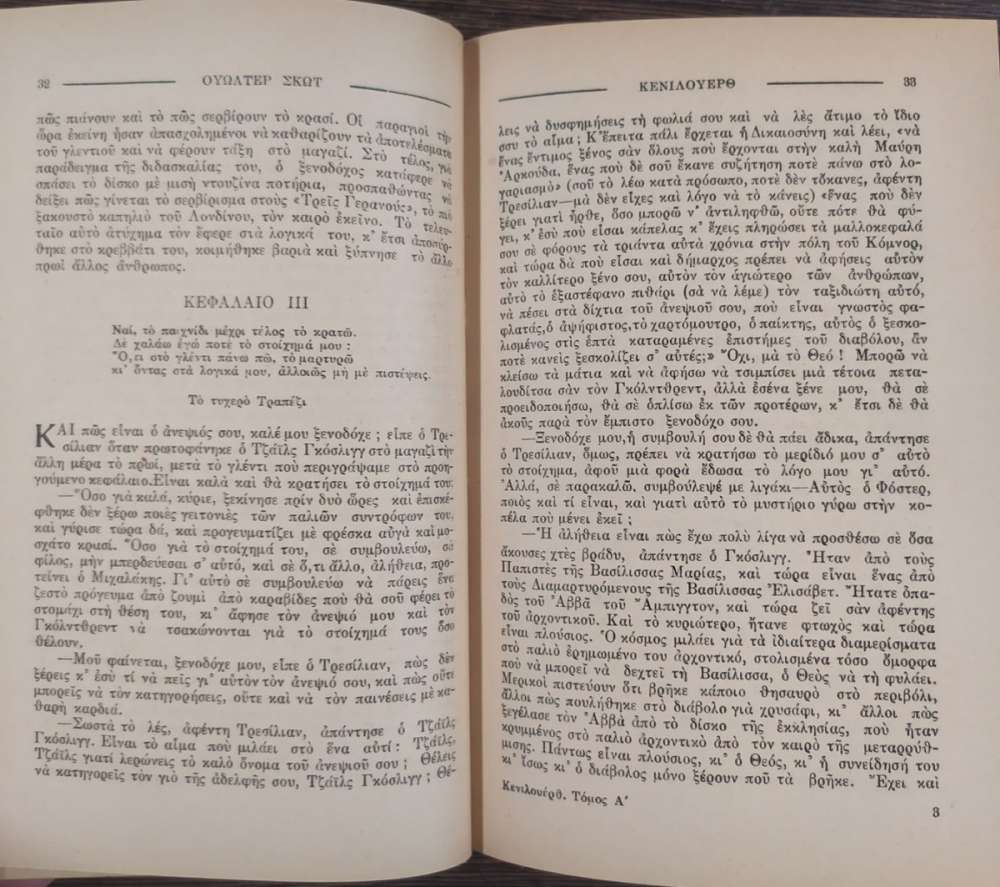 32 ΟΥΩΛΤΕΡ ΣΚΩΤ
πῶς πιάνουν καὶ τὸ πῶς σερβίρουν τὸ κρασί. Οἱ παραγιοὶ τὴν
ὥρα ἐκείνη ἦσαν ἀπασχολημένοι νὰ καθαρίζουν τὰ ἀποτελέσματα
τοῦ γλεντιοῦ καὶ νὰ φέρουν τάξη στὸ μαγαζί. Στὸ τέλος, γιὰ
παράδειγμα τῆς διδασκαλίας του, ὁ ξενοδόχος κατάφερε νὰ
σπάσει τὸ δίσκο μὲ μισὴ ντουζίνα ποτήρια, προσπαθώντας νὰ
δείξει πῶς γίνεται τὸ σερβίρισμα στοὺς «Τρεῖς Γερανούς», τὸ πιὸ
ξακουστὸ καπηλιὸ τοῦ Λονδίνου, τὸν καιρὸ ἐκεῖνο. Τὸ τελευ-
ταῖο αὐτὸ ἀτύχημα τὸν ἔφερε στὰ λογικά του, κ᾽ ἔτσι ἀποσύρ-
θηκε στὸ κρεββάτι του, κοιμήθηκε βαριὰ καὶ ξύπνησε τὸ ἄλλο
πρωὶ ἄλλος ἄνθρωπος.
ΚΕΦΑΛΑΙΟ ΙΙΙ
Ναί, τὸ παιχνίδι μέχρι τέλος τὸ κρατῶ.
Δὲ χαλάω ἐγὼ ποτὲ τὸ στοίχημά μου :
Ὅ,ει στὸ γλέντι πάνω πῶ, τὸ μαρτυρῶ
κι᾽ ὄντας στὰ λογικά μου, ἀλλοιῶς μὴ μὲ πιστέψεις.
Τὸ τυχερὸ Τραπέζι
ΚΑΙ πῶς εἶναι ὁ ἀνεψιός σου, καλέ μου ξενοδόχε ; εἶπε ὁ Τρε-
σίλιαν ὅταν πρωτοφάνηκε ὁ Τζάϊλς Γκόσλιγγ στὸ μαγαζὶ τὴν
ἄλλη μέρα τὸ πρωί, μετὰ τὸ γλέντι ποὺ περιγράψαμε στὸ προη-
γούμενο κεφάλαιο.Εἶναι καλὰ καὶ θὰ κρατήσει τὸ στοίχημά του;
—Ὅσο γιὰ καλά, κύριε, ξεκίνησε πρὶν δυὸ ὧρες καὶ ἐπισκέ-
φθηκε δὲν ξέρω ποιὲς γειτονιὲς τῶν παλιῶν συντρόφων του,
καὶ γύρισε τώρα δά, καὶ προγευματίζει μὲ φρέσκα αὐγὰ καὶ μο-
σχάτο κρασί. Ὅσο γιὰ τὸ στοίχημά του, σὲ συμβουλεύω, σὰ
φίλος, μὴν μπερδεύεσαι σ᾽ αὐτό, καὶ σὲ ὅ,τι ἄλλο, ἀλήθεια, προ-
τείνει ὁ Μιχαλάκης. Γι᾽ αὐτὸ σὲ συμβουλεύω νὰ πάρεις ἕνα
ζεστὸ πρόγευμα ἀπὸ ζουμὶ ἀπὸ καραβίδες ποὺ θὰ σοῦ φέρει τὸ
στομάχι στὴ θέση του, κι᾽ ἄφησε τὸν ἀνεψιό μου καὶ τὸν
Γκόλντθρεντ νὰ τσακώνονται γιὰ τὸ στοίχημά τους ὅσο
θέλουν.
—Μοῦ φαίνεται, ξενοδόχε μου, εἶπε ὁ Τρεσίλιαν, πὼς δὲν
ξέρεις κ᾽ ἐσὺ τί νὰ πεῖς γι᾽ αὐτὸν τὸν ἀνεψιό σου, καὶ πὼς οὔτε
μπορεῖς νὰ τὸν κατηγορήσεις, οὔτε καὶ νὰ τὸν παινέσεις μὲ κα-
θαρὴ καρδιά.
—Σωστὰ τὸ λές, ἀφέντη Τρεσίλιαν, ἀπάντησε ὁ Τζάϊλς
Γκόσλιγγ. Εἶναι τὸ αἷμα ποὺ μιλάει στὸ ἕνα αὐτί : Τζάϊλς,
Τζάϊλς γιατί λερώνεις τὸ καλὸ ὄνομα τοῦ ἀνεψιοῦ σου ; Θέλεις
νὰ κατηγορεῖς τὸν γιὸ τῆς ἀδελφῆς σου, Τζάϊλς Γκόσλιγγ ; Θέ-
ΚΕΝΙΛΟΥΕΡΘ 33
λεις νὰ δυσφημήσεις τὴ φωλιά σου καὶ νὰ λὲς ἄτιμο τὸ ἴδιο
σου τὸ αἷμα ; Κ᾽ ἔπειτα πάλι ἔρχεται ἡ Δικαιοσύνη καὶ λέει, «νὰ
ἕνας ἔντιμος ξένος σὰν ὅλους ποὺ ἔρχονται στὴν καλὴ Μαύρη
Ἀρκούδα, ἕνας ποὺ δὲ σοῦ ἔκανε συζήτηση ποτὲ πάνω στὸ λο-
γαριασμὸ» (σοῦ τὸ λέω κατὰ πρόσωπο, ποτὲ δὲν τὄκανες, ἀφέντη
Τρεσίλιαν—μὰ δὲν εἶχες καὶ λόγο νὰ τὸ κάνεις) «ἕνας ποὺ δὲν
ξέρει γιατὶ ἦρθε, ὅσο μπορῶ ν᾽ ἀντιληφθῶ, οὔτε πότε θὰ φύ-
γει, κ᾽ ἐσὺ ποὺ εἶσαι κάπελας κ᾽ ἔχεις πληρώσει τὰ μαλλοκεφαλά
σου σὲ φόρους τὰ τριάντα αὐτὰ χρόνια στὴν πόλη τοῦ Κόμνορ,
καὶ τώρα δὰ ποὺ εἶσαι καὶ δήμαρχος πρέπει νὰ ἀφήσεις αὐτὸν
τὸν καλλίτερο ξένο σου, αὐτὸν τὸν ἁγιώτερο τῶν ἀνθρώπων,
αὐτὸ τὸ ἑξαστέφανο πιθάρι (σὰ νὰ λέμε) τὸν ταξιδιώτη αὐτό,
νὰ πέσει στὰ δίχτια τοῦ ἀνεψιοῦ σου, ποὺ εἶναι γνωστὸς φα-
φλατάς,ὁ ἀψήφιστος,τὸ χαρτόμουτρο, ὁ παίκτης, αὐτὸς ὁ ξεσκο-
λισμένος στὶς ἑπτὰ καταραμένες ἐπιστήμες τοῦ διαβόλου, ἂν
ποτὲ κανεὶς ξεσκολίζει σ᾽ αὐτές;» Ὄχι, μὰ τὸ Θεό ! Μπορῶ νὰ
κλείσω τὰ μάτια καὶ νὰ ἀφήσω νὰ τσιμπίσει μιὰ τέτοια πετα-
λουδίτσα σὰν τὸν Γκόλντθρεντ, ἀλλὰ ἐσένα ξένε μου, θὰ σὲ
προειδοποιήσω, θὰ σὲ ὁπλίσω ἐκ τῶν προτέρων, κ᾽ ἔτσι δὲ θὰ
ἀκοῦς παρὰ τὸν ἔμπιστο ξενοδόχο σου.
—Ξενοδόχε μου,ἡ συμβουλή σου δὲ θὰ πάει ἄδικα, ἀπάντησε
ὁ Τρεσίλιαν, ὅμως, πρέπει νὰ κρατήσω τὸ μερίδιό μου σ᾽ αὐτὸ
τὸ στοίχημα, ἀφοῦ μιὰ φορὰ ἔδωσα τὸ λόγο μου γι᾽ αὐτό.
Ἀλλά, σὲ παρακαλῶ, συμβούλεψέ με λιγάκι—Αὐτὸς ὁ Φόστερ,
ποιὸς καὶ τί εἶναι, καὶ γιατί αὐτὸ τὸ μυστήριο γύρω στὴν κο-
πέλα ποὺ μένει ἐκεῖ ;
—Ἡ ἀλήθεια εἶναι πὼς ἔχω πολὺ λίγα νὰ προσθέσω σὲ ὅσα
ἄκουσες χτὲς βράδυ, ἀπάντησε ὁ Γκόσλιγγ. Ἦταν ἀπὸ τοὺς
Παπιστὲς τῆς Βασίλισσας Μαρίας, καὶ τώρα εἶναι ἕνας ἀπὸ
τοὺς Διαμαρτυρόμενους τῆς Βασίλισσας Ἐλισάβετ. Ἤτατε ὀπα-
δὸς τοῦ Ἀββᾶ τοῦ Ἄμπιγγτον, καὶ τώρα ζεῖ σὰν ἀφέντης
τοῦ ἀρχοντικοῦ. Καὶ τὸ κυριώτερο, ἤτανε φτωχὸς καὶ τώρα
εἶναι πλούσιος. Ὁ κόσμος μιλάει γιὰ τὰ ἰδιαίτερα διαμερίσματα
στὸ παλιὸ ἐρημωμένο του ἀρχοντικό, στολισμένα τόσο ὄμορφα
ποὺ νὰ μπορεῖ νὰ δεχτεῖ τὴ Βασίλισσα, ὁ Θεὸς νὰ τὴ φυλάει.
Μερικοὶ πιστεύουν ὅτι βρῆκε κάποιο θησαυρὸ στὸ περιβόλι,
ἄλλοι πὼς πουλήθηκε στὸ διάβολο γιὰ χρυσάφι, κι᾽ ἄλλοι πὼς
ξεγέλασε τὸν Ἀββᾶ ἀπὸ τὸ δίσκο τῆς ἐκκλησίας, ποὺ ἦταν
κρυμμένος στὸ παλιὸ ἀρχοντικὸ ἀπὸ τὸν καιρὸ τῆς μεταρρύθ-
μισης. Πάντως εἶναι πλούσιος, κι᾽ ὁ Θεός, κι᾽ ἡ συνείδησή του
κι᾽ ἴσως κι᾽ ὁ διάβολος μόνο ξέρουν ποῦ τὰ βρῆκε. Ἔχει καὶ
Κενιλουέρθ. Τόμος Α´
3